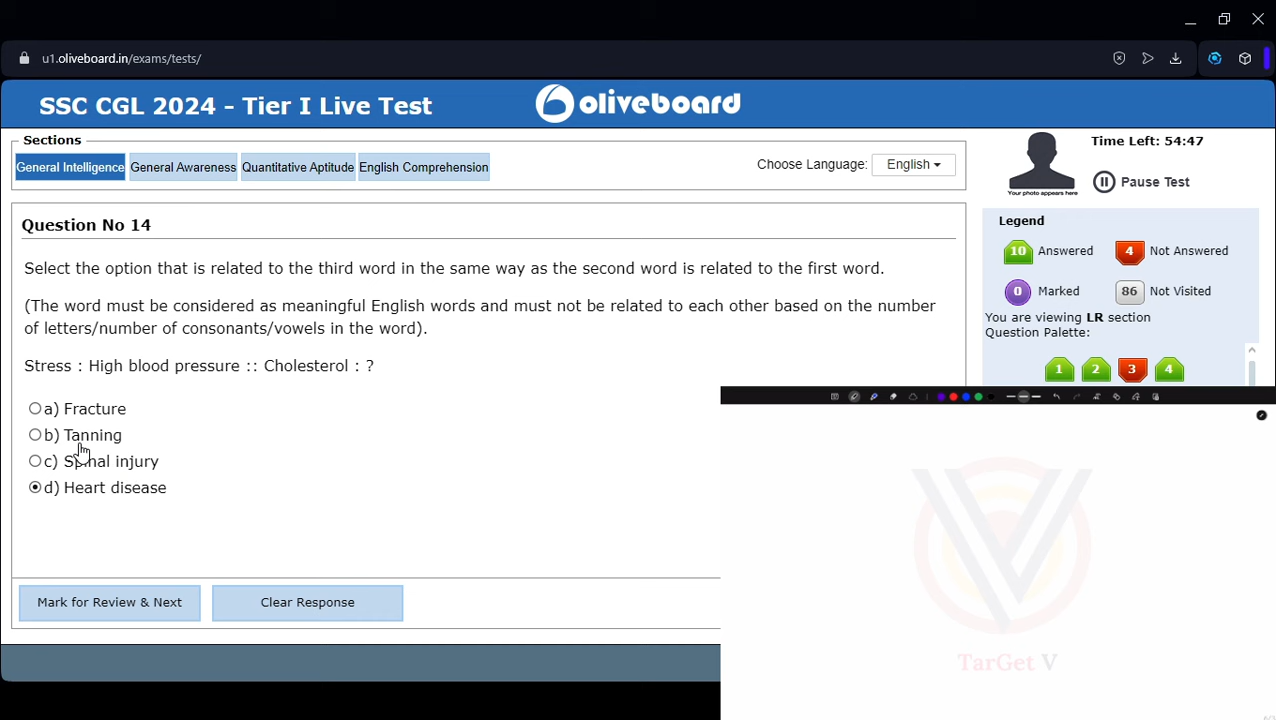 u1.oliveboard.in/exams/tests/
SSC CGL 2024 - Tier I Live Test
oliveboard
Sections
General Intelligence
General Awareness
Quantitative Aptitude
English Comprehension
Choose Language:
English
Time Left: 54:47
Your photo appears here
Pause Test
Question No 14
Legend
10 Answered
4 Not Answered
0 Marked
86 Not Visited
You are viewing LR section
Question Palette:
1 2 3 4
Select the option that is related to the third word in the same way as the second word is related to the first word.
(The word must be considered as meaningful English words and must not be related to each other based on the number
of letters/number of consonants/vowels in the word).
Stress : High blood pressure :: Cholesterol : ?
a) Fracture
b) Tanning
c) Spinal injury
d) Heart disease
Mark for Review & Next
Clear Response
TarGet V